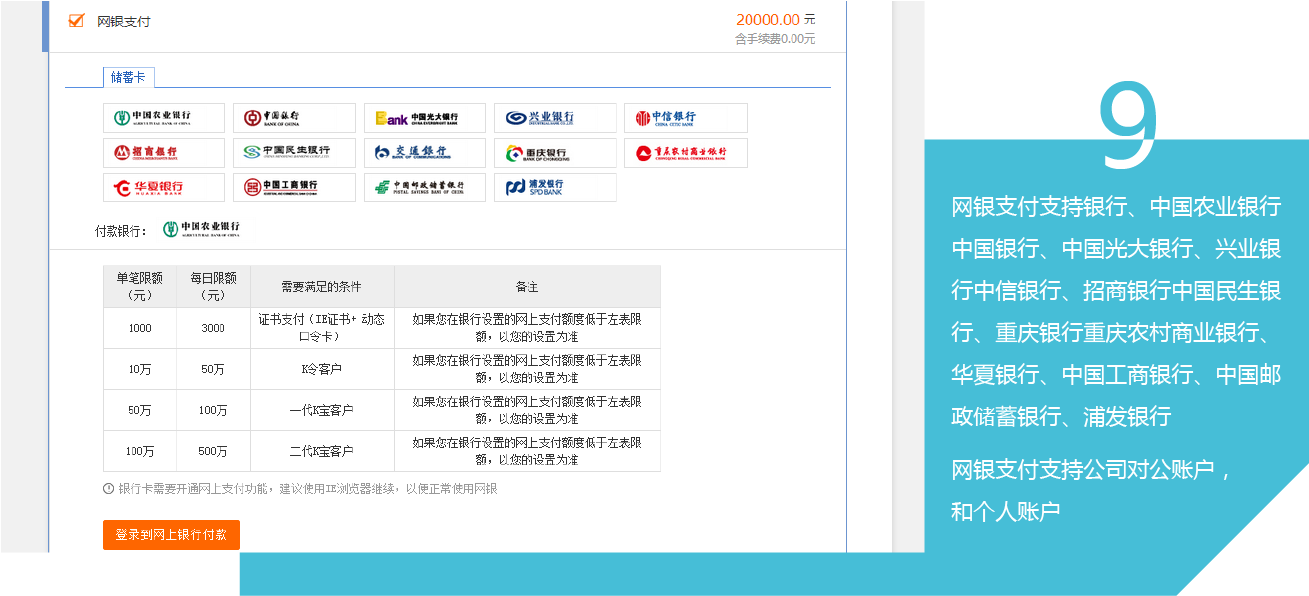 网银支付
20000.00 元
含手续费0.00元
储蓄卡
中国农业银行
AGRICULTURAL BANK OF CHINA
中国银行
BANK OF CHINA
Bank 中国光大银行
CHINA EVERBRIGHT BANK
兴业银行
INDUSTRIAL BANK CO.,LTD.
中信银行
CHINA CITIC BANK
招商银行
CHINA MERCHANTS BANK
中国民生银行
CHINA MINSHENG BANKING CORP.,LTD.
交通银行
BANK OF COMMUNICATIONS
重庆银行
BANK OF CHONGQING
重庆农村商业银行
CHONGQING RURAL COMMERCIAL BANK
华夏银行
HUAXIA BANK
中国工商银行
中国邮政储蓄银行
POSTAL SAVINGS BANK OF CHINA
浦发银行
SPD BANK
付款银行：
中国农业银行
AGRICULTURAL BANK OF CHINA
单笔限额
（元）
每日限额
（元）
需要满足的条件
备注
1000
3000
证书支付（IE证书+ 动态
口令卡）
如果您在银行设置的网上支付额度低于左表限
额，以您的设置为准
10万
50万
K令客户
如果您在银行设置的网上支付额度低于左表限
额，以您的设置为准
50万
100万
一代K宝客户
如果您在银行设置的网上支付额度低于左表限
额，以您的设置为准
100万
500万
二代K宝客户
如果您在银行设置的网上支付额度低于左表限
额，以您的设置为准
银行卡需要开通网上支付功能，建议使用IE浏览器继续，以便正常使用网银
登录到网上银行付款
9
网银支付支持银行、中国农业银行
中国银行、中国光大银行、兴业银
行中信银行、招商银行中国民生银
行、重庆银行重庆农村商业银行、
华夏银行、中国工商银行、中国邮
政储蓄银行、浦发银行
网银支付支持公司对公账户，
和个人账户